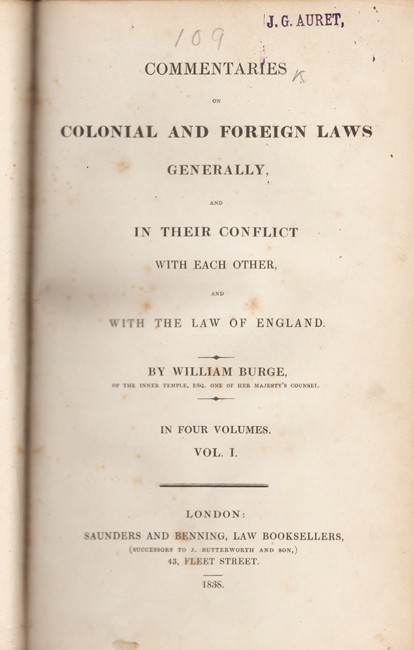 109
J. G. AURET,
COMMENTARIES
ON
COLONIAL AND FOREIGN LAWS
GENERALLY,
AND
IN THEIR CONFLICT
WITH EACH OTHER,
AND
WITH THE LAW OF ENGLAND.
BY WILLIAM BURGE,
OF THE INNER TEMPLE, ESQ. ONE OF HER MAJESTY'S COUNSEL.
IN FOUR VOLUMES.
VOL. I.
LONDON:
SAUNDERS AND BENNING, LAW BOOKSELLERS,
(SUCCESSORS TO J. BUTTERWORTH AND SON,)
43, FLEET STREET.
1838.